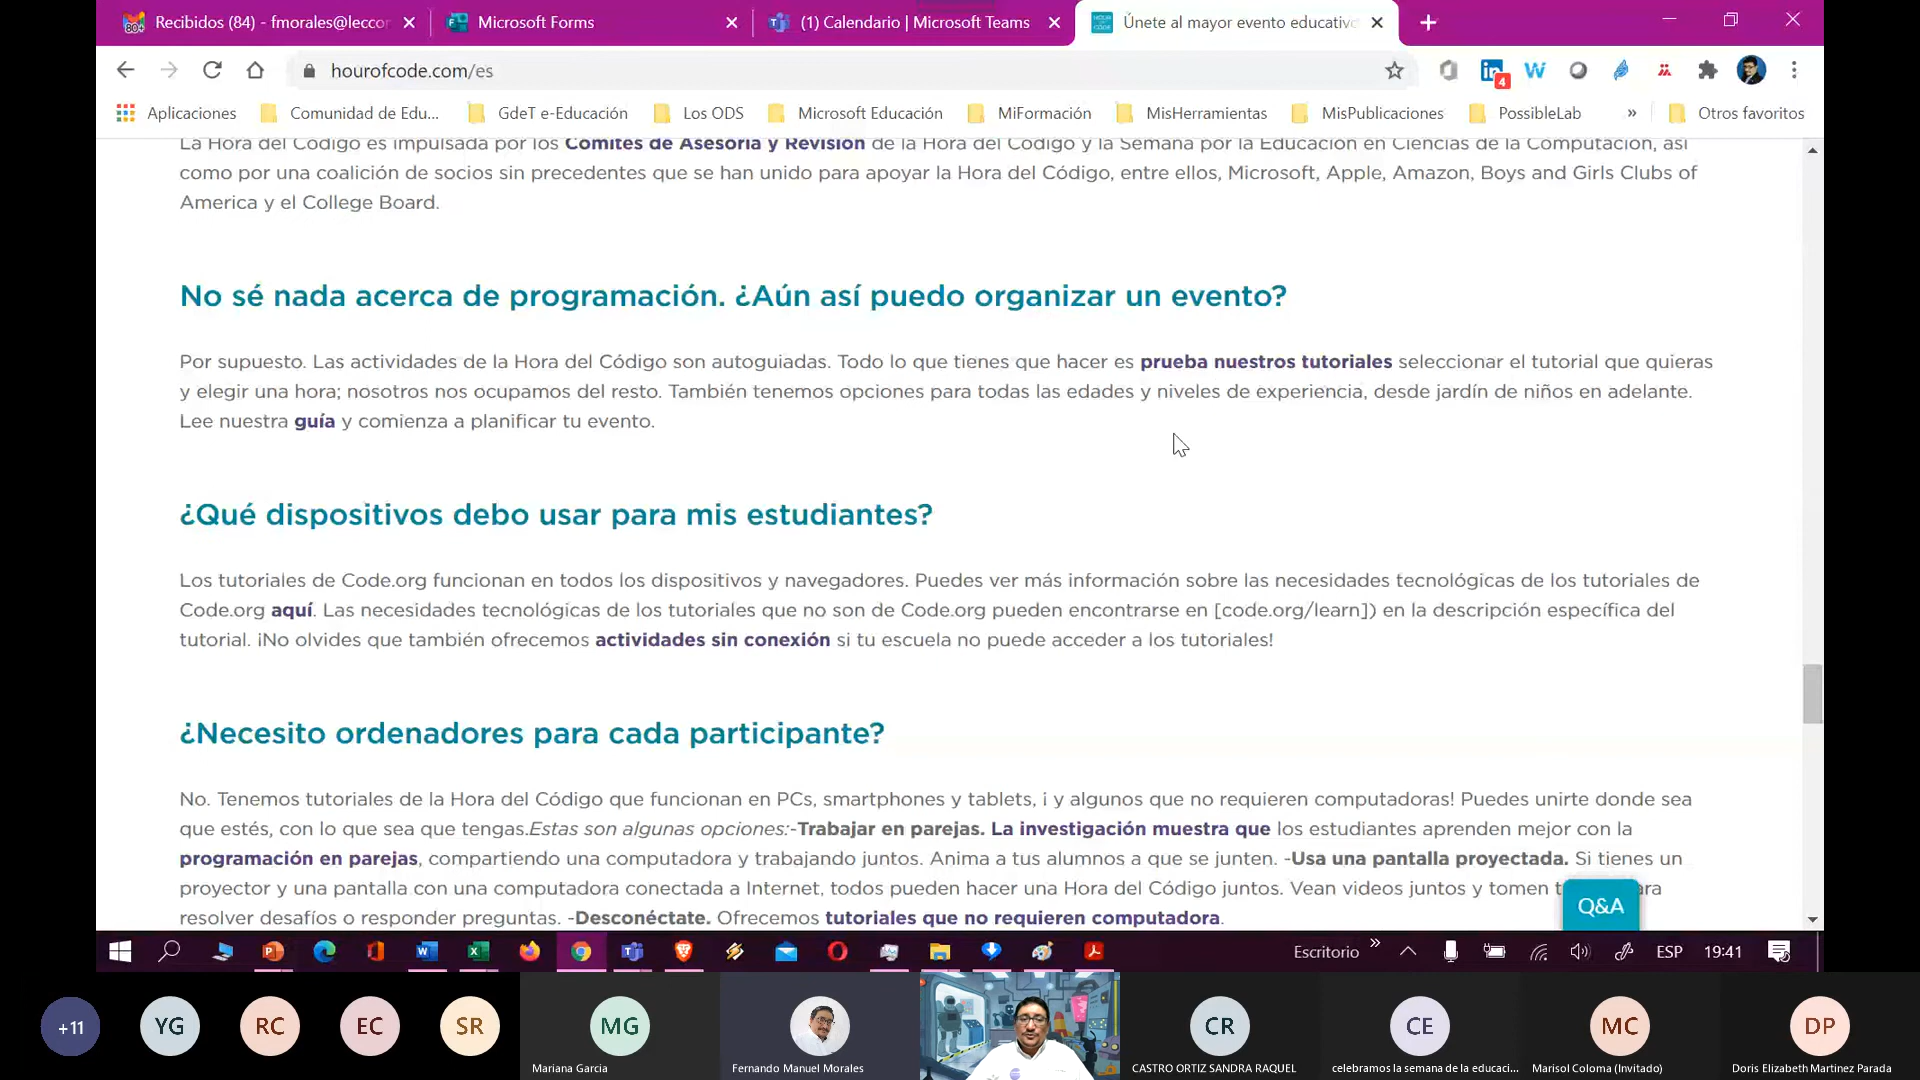 Recibidos (84) - fmorales@leccor
Microsoft Forms
(1) Calendario | Microsoft Teams
Únete al mayor evento educativo
hourofcode.com/es
4
Aplicaciones
Comunidad de Edu...
GdeT e-Educación
Los ODS
Microsoft Educación
MiFormación
MisHerramientas
MisPublicaciones
PossibleLab
»
Otros favoritos
La Hora del Código es impulsada por los Comités de Asesoría y Revisión de la Hora del Código y la Semana por la Educación en Ciencias de la Computación, así
como por una coalición de socios sin precedentes que se han unido para apoyar la Hora del Código, entre ellos, Microsoft, Apple, Amazon, Boys and Girls Clubs of
America y el College Board.
No sé nada acerca de programación. ¿Aún así puedo organizar un evento?
Por supuesto. Las actividades de la Hora del Código son autoguiadas. Todo lo que tienes que hacer es prueba nuestros tutoriales seleccionar el tutorial que quieras
y elegir una hora; nosotros nos ocupamos del resto. También tenemos opciones para todas las edades y niveles de experiencia, desde jardín de niños en adelante.
Lee nuestra guía y comienza a planificar tu evento.
¿Qué dispositivos debo usar para mis estudiantes?
Los tutoriales de Code.org funcionan en todos los dispositivos y navegadores. Puedes ver más información sobre las necesidades tecnológicas de los tutoriales de
Code.org aquí. Las necesidades tecnológicas de los tutoriales que no son de Code.org pueden encontrarse en [code.org/learn]) en la descripción específica del
tutorial. ¡No olvides que también ofrecemos actividades sin conexión si tu escuela no puede acceder a los tutoriales!
¿Necesito ordenadores para cada participante?
No. Tenemos tutoriales de la Hora del Código que funcionan en PCs, smartphones y tablets, ¡ y algunos que no requieren computadoras! Puedes unirte donde sea
que estés, con lo que sea que tengas.Estas son algunas opciones:-Trabajar en parejas. La investigación muestra que los estudiantes aprenden mejor con la
programación en parejas, compartiendo una computadora y trabajando juntos. Anima a tus alumnos a que se junten. -Usa una pantalla proyectada. Si tienes un
proyector y una pantalla con una computadora conectada a Internet, todos pueden hacer una Hora del Código juntos. Vean videos juntos y tomen
resolver desafíos o responder preguntas. -Desconéctate. Ofrecemos tutoriales que no requieren computadora.
Q&A
Escritorio » ESP 19:41
+11 YG RC EC SR MG CR CE MC DP
Mariana Garcia
Fernando Manuel Morales
CASTRO ORTIZ SANDRA RAQUEL
celebramos la semana de la educaci...
Marisol Coloma (Invitado)
Doris Elizabeth Martinez Parada